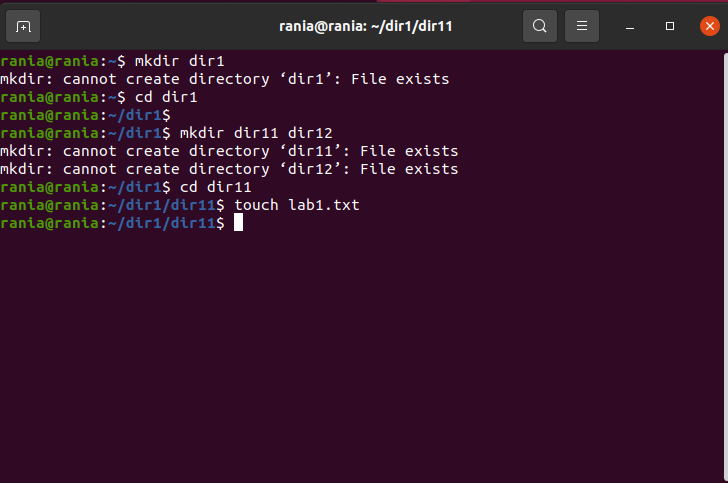 rania@rania: ~/dir1/dir11
rania@rania:~$ mkdir dir1
mkdir: cannot create directory ‘dir1’: File exists
rania@rania:~$ cd dir1
rania@rania:~/dir1$
rania@rania:~/dir1$ mkdir dir11 dir12
mkdir: cannot create directory ‘dir11’: File exists
mkdir: cannot create directory ‘dir12’: File exists
rania@rania:~/dir1$ cd dir11
rania@rania:~/dir1/dir11$ touch lab1.txt
rania@rania:~/dir1/dir11$